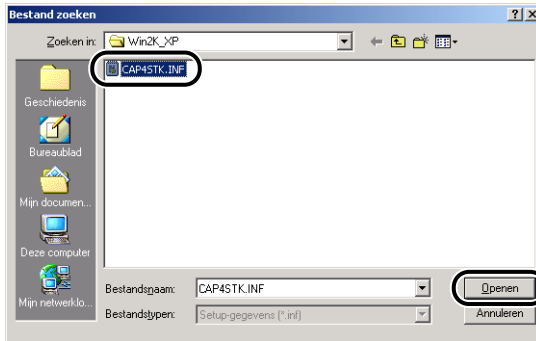 Bestand zoeken
Zoeken in: Win2K_XP
CAP4STK.INF
Geschiedenis
Bureaublad
Mijn documen...
Deze computer
Mijn netwerklo...
Bestandsnaam: CAP4STK.INF
Openen
Bestandstypen: Setup-gegevens (*.inf)
Annuleren